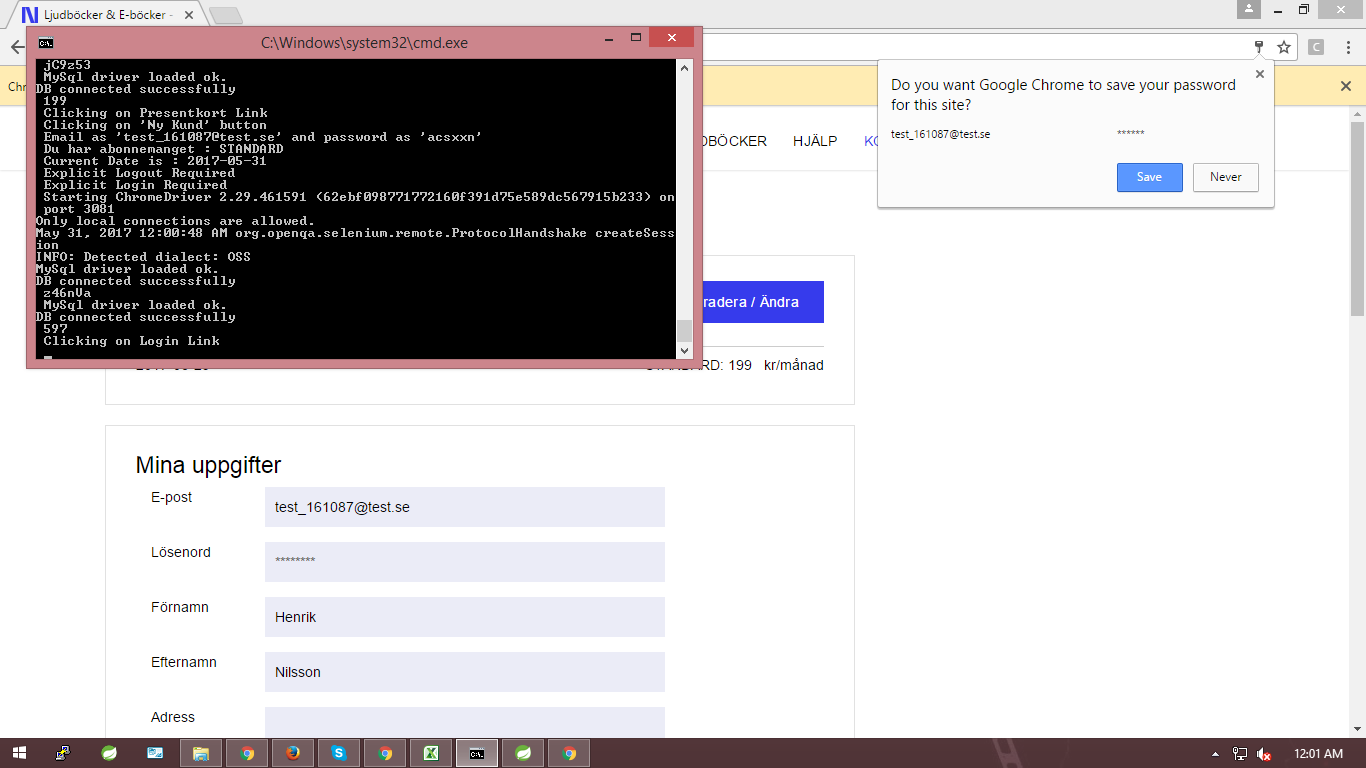 Ljudböcker & E-böcker -
C:\Windows\system32\cmd.exe
jC9z53
MySql driver loaded ok.
DB connected successfully
199
Clicking on Presentkort Link
Clicking on 'Ny Kund' button
Email as 'test_161087@test.se' and password as 'acsxxn'
Du har abonnemanget : STANDARD
Current Date is : 2017-05-31
Explicit Logout Required
Explicit Login Required
Starting ChromeDriver 2.29.461591 (62ebf098771772160f391d75e589dc567915b233) on
port 3081
Only local connections are allowed.
May 31, 2017 12:00:48 AM org.openqa.selenium.remote.ProtocolHandshake createSess
ion
INFO: Detected dialect: OSS
MySql driver loaded ok.
DB connected successfully
z46nVa
MySql driver loaded ok.
DB connected successfully
597
Clicking on Login Link
Chr
Do you want Google Chrome to save your password
for this site?
test_161087@test.se ******
Save Never
DBÖCKER HJÄLP KO
radera / Ändra
STANDARD: 199 kr/månad
Mina uppgifter
E-post test_161087@test.se
Lösenord ********
Förnamn Henrik
Efternamn Nilsson
Adress
12:01 AM